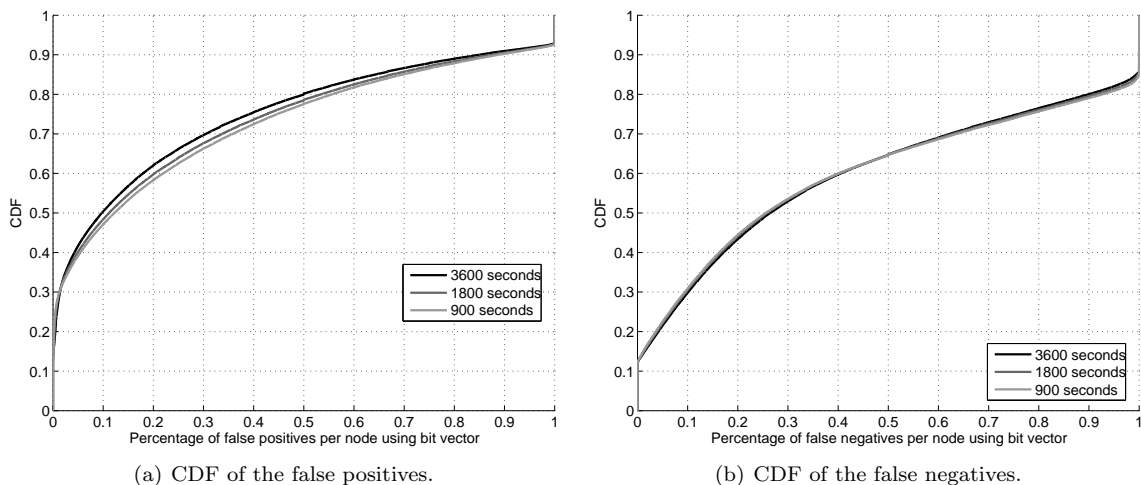 1
0.9
0.8
0.7
0.6
0.5
0.4
0.3
0.2
0.1
0
CDF
3600 seconds
1800 seconds
900 seconds
0 0.1 0.2 0.3 0.4 0.5 0.6 0.7 0.8 0.9 1
Percentage of false positives per node using bit vector
(a) CDF of the false positives.
1
0.9
0.8
0.7
0.6
0.5
0.4
0.3
0.2
0.1
0
CDF
3600 seconds
1800 seconds
900 seconds
0 0.1 0.2 0.3 0.4 0.5 0.6 0.7 0.8 0.9 1
Percentage of false negatives per node using bit vector
(b) CDF of the false negatives.